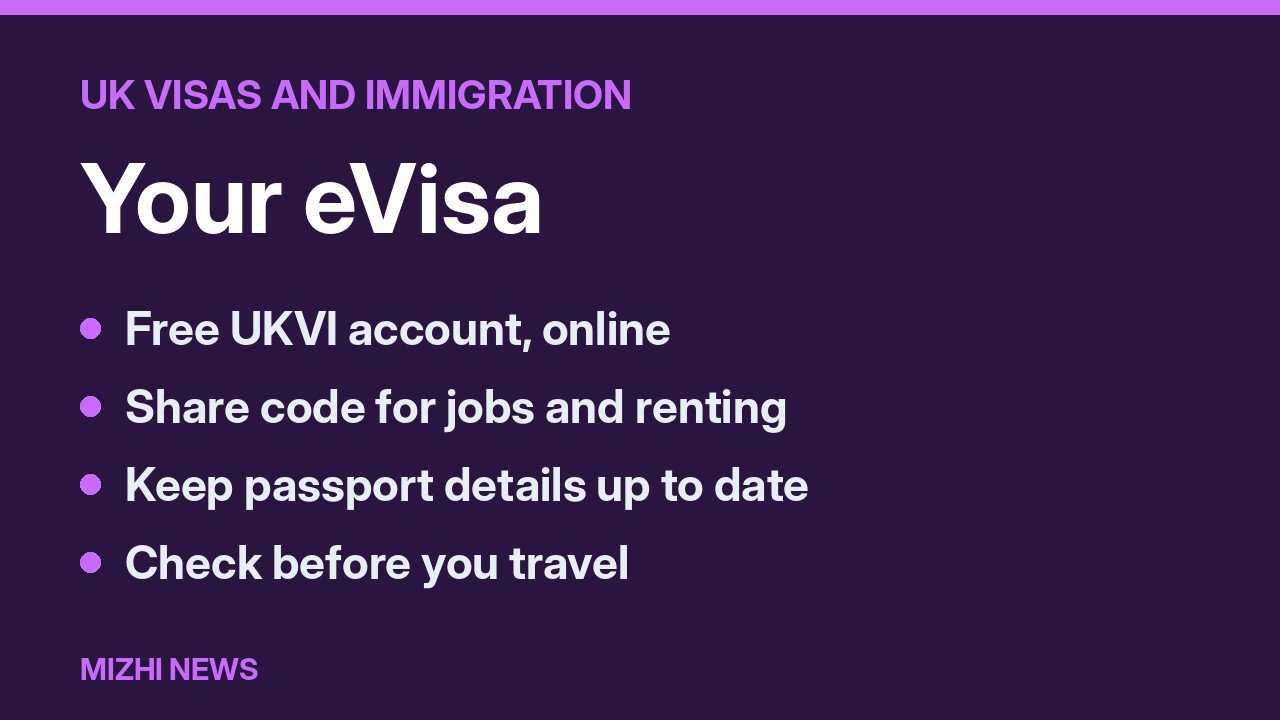 UK VISAS AND IMMIGRATION
Your eVisa
Free UKVI account, online
Share code for jobs and renting
Keep passport details up to date
Check before you travel
MIZHI NEWS